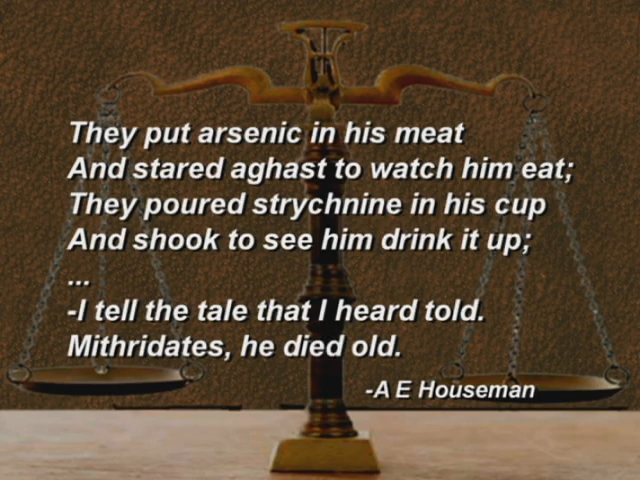 They put arsenic in his meat
And stared aghast to watch him eat;
They poured strychnine in his cup
And shook to see him drink it up;
...
-I tell the tale that I heard told.
Mithridates, he died old.
-A E Houseman